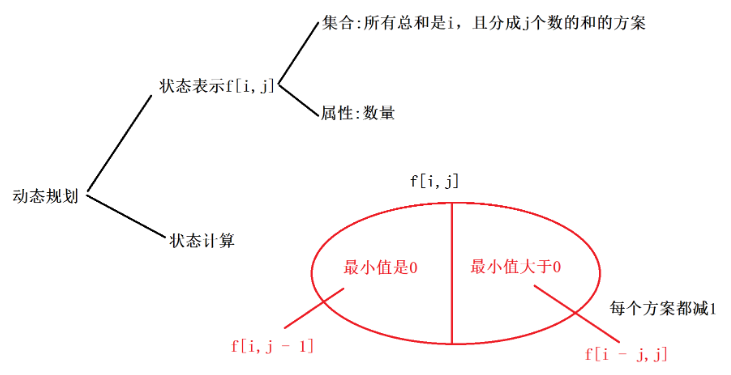 集合:所有总和是i，且分成j个数的和的方案
状态表示f[i,j]
属性:数量
动态规划
状态计算
f[i,j]
最小值是0
最小值大于0
每个方案都减1
f[i,j - 1]
f[i - j,j]